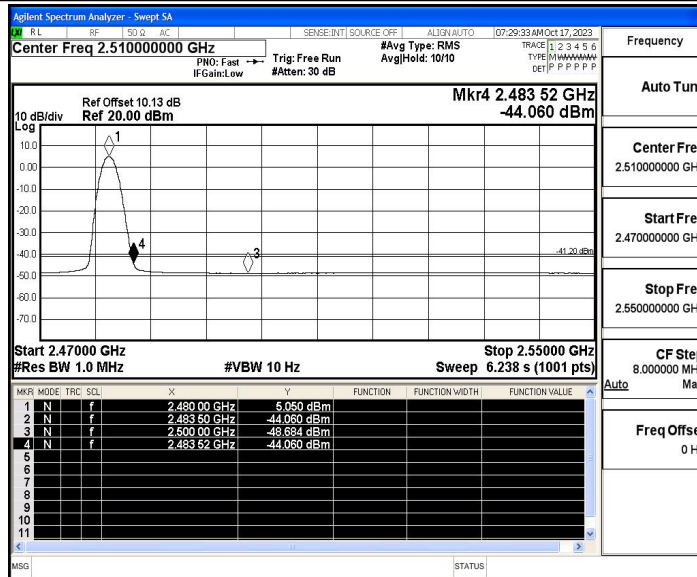 Agilent Spectrum Analyzer - Swept SA
RL RF 50 Ω AC SENSE:INT SOURCE OFF ALIGN AUTO 07:29:33 AM Oct 17, 2023
Center Freq 2.510000000 GHz
PNO: Fast
IFGain:Low
Trig: Free Run
#Atten: 30 dB
#Avg Type: RMS
Avg|Hold: 10/10
TRACE 1 2 3 4 5 6
TYPE MWWWWW
DET P P P P P P
Ref Offset 10.13 dB
10 dB/div Ref 20.00 dBm
Log
Mkr4 2.483 52 GHz
-44.060 dBm
1
10.0
0.00
-10.0
-20.0
-30.0
-40.0
4
3
-41.20 dBm
-50.0
-60.0
-70.0
Start 2.47000 GHz Stop 2.55000 GHz
#Res BW 1.0 MHz #VBW 10 Hz Sweep 6.238 s (1001 pts)
MKR MODE TRC SCL X Y FUNCTION FUNCTION WIDTH FUNCTION VALUE
1 N f 2.480 00 GHz 5.050 dBm
2 N f 2.483 50 GHz -44.060 dBm
3 N f 2.500 00 GHz -48.684 dBm
4 N f 2.483 52 GHz -44.060 dBm
5
6
7
8
9
10
11
MSG STATUS
Frequency
Auto Tun
Center Fre
2.510000000 GH
Start Fre
2.470000000 GH
Stop Fre
2.550000000 GH
CF Ste
8.000000 MH
Auto Ma
Freq Offse
0 H